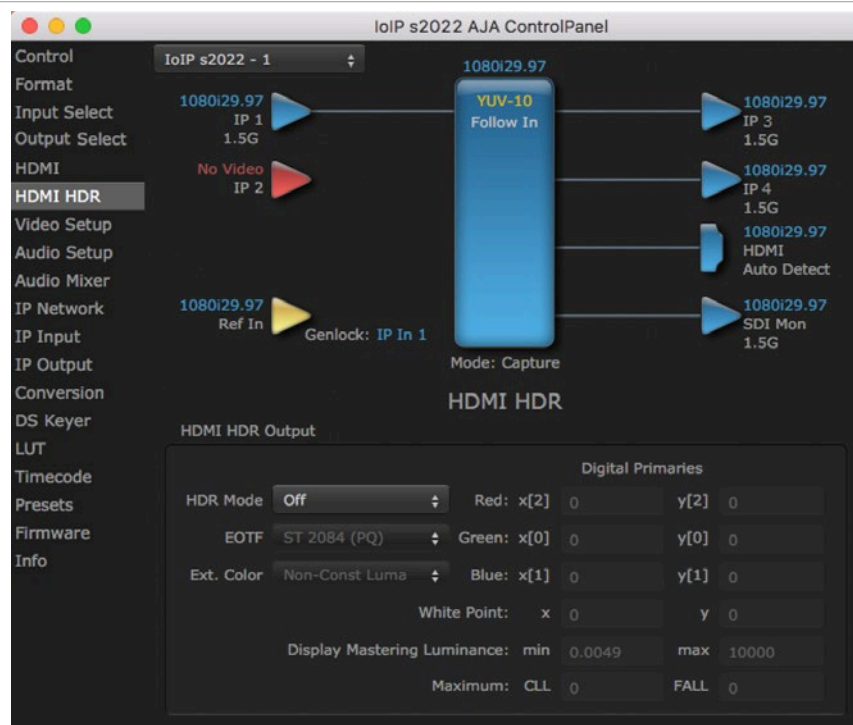 IoIP s2022 AJA ControlPanel
Control
Format
Input Select
Output Select
HDMI
HDMI HDR
Video Setup
Audio Setup
Audio Mixer
IP Network
IP Input
IP Output
Conversion
DS Keyer
LUT
Timecode
Presets
Firmware
Info
IoIP s2022 - 1
1080i29.97
IP 1
1.5G
No Video
IP 2
1080i29.97
Ref In
Genlock: IP In 1
1080i29.97
YUV-10
Follow In
Mode: Capture
1080i29.97
IP 3
1.5G
1080i29.97
IP 4
1.5G
1080i29.97
HDMI
Auto Detect
1080i29.97
SDI Mon
1.5G
HDMI HDR
HDMI HDR Output
Digital Primaries
HDR Mode Off Red: x[2] 0 y[2] 0
EOTF ST 2084 (PQ) Green: x[0] 0 y[0] 0
Ext. Color Non-Const Luma Blue: x[1] 0 y[1] 0
White Point: x 0 y 0
Display Mastering Luminance: min 0.0049 max 10000
Maximum: CLL 0 FALL 0